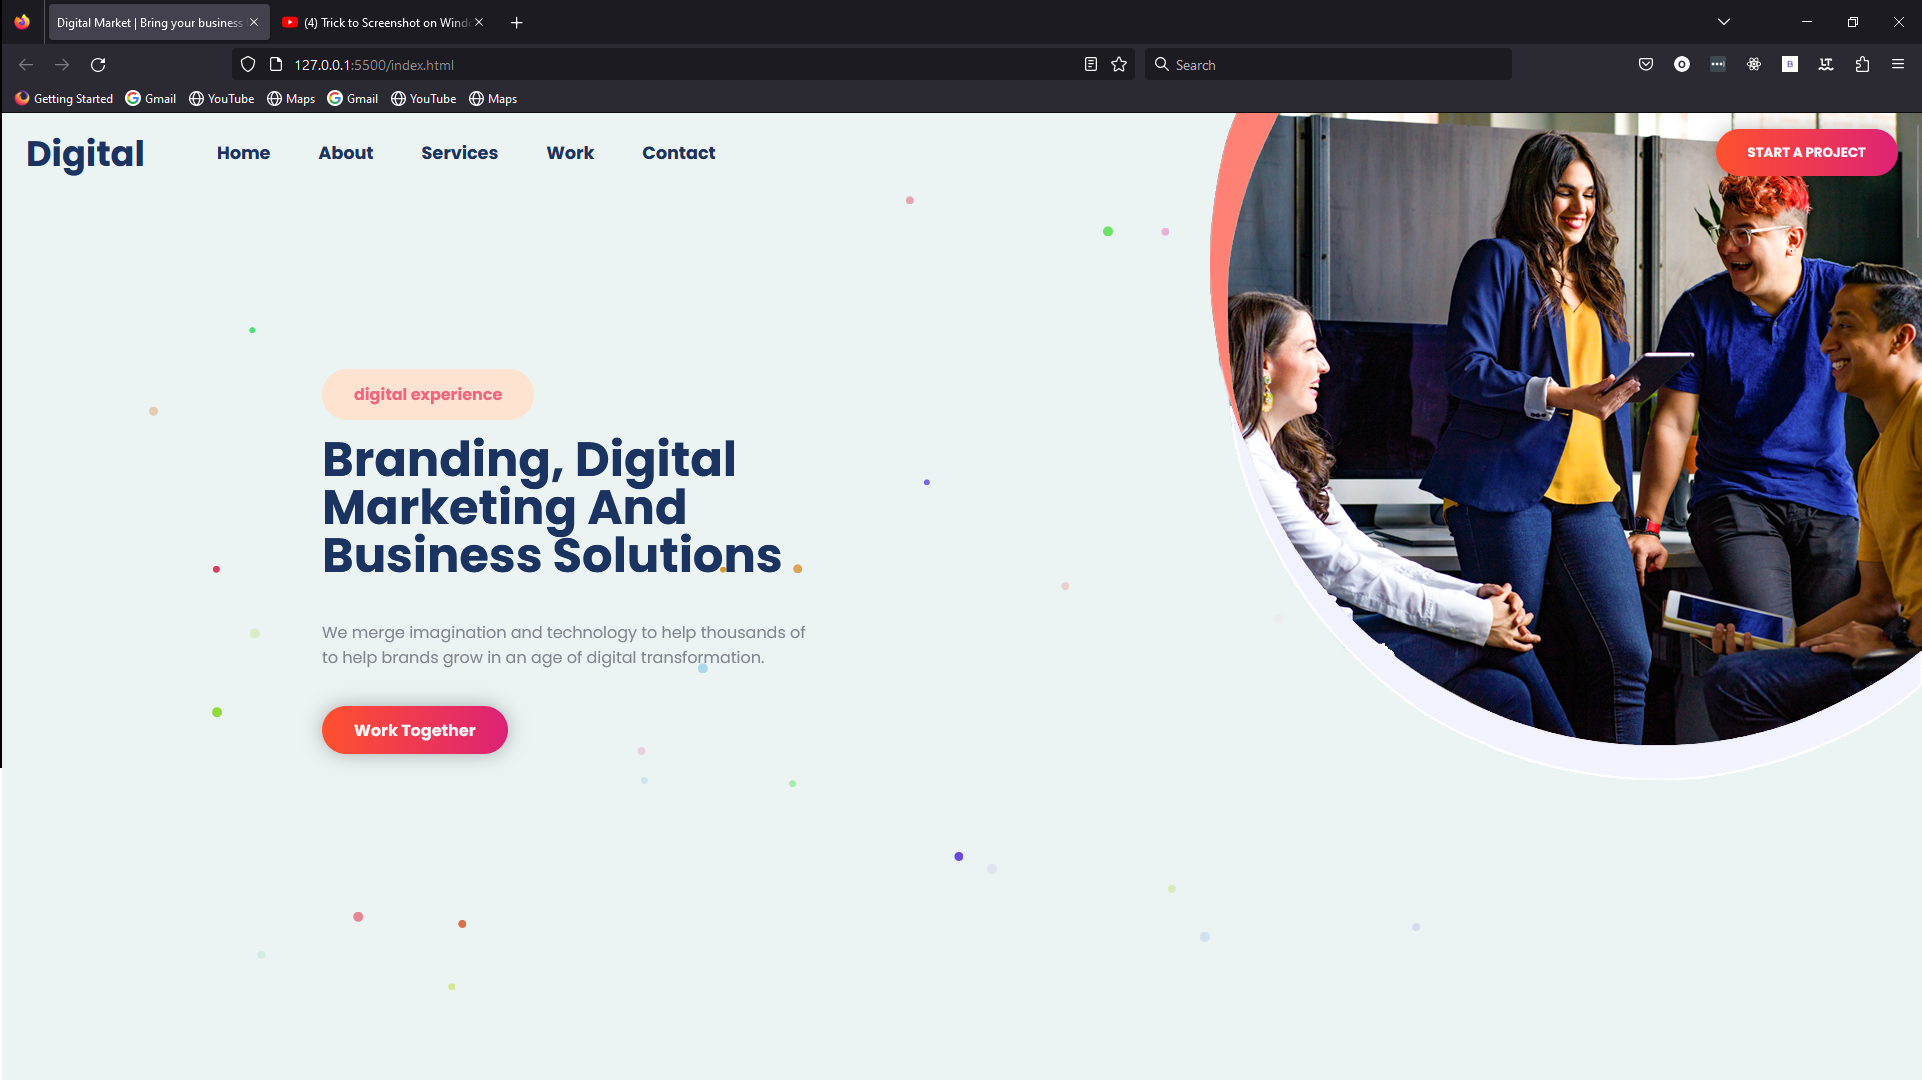 Digital Market | Bring your business
(4) Trick to Screenshot on Wind
127.0.0.1:5500/index.html
Search
Getting Started
Gmail
YouTube
Maps
Gmail
YouTube
Maps
Digital
Home
About
Services
Work
Contact
START A PROJECT
digital experience
Branding, Digital
Marketing And
Business Solutions
We merge imagination and technology to help thousands of
to help brands grow in an age of digital transformation.
Work Together